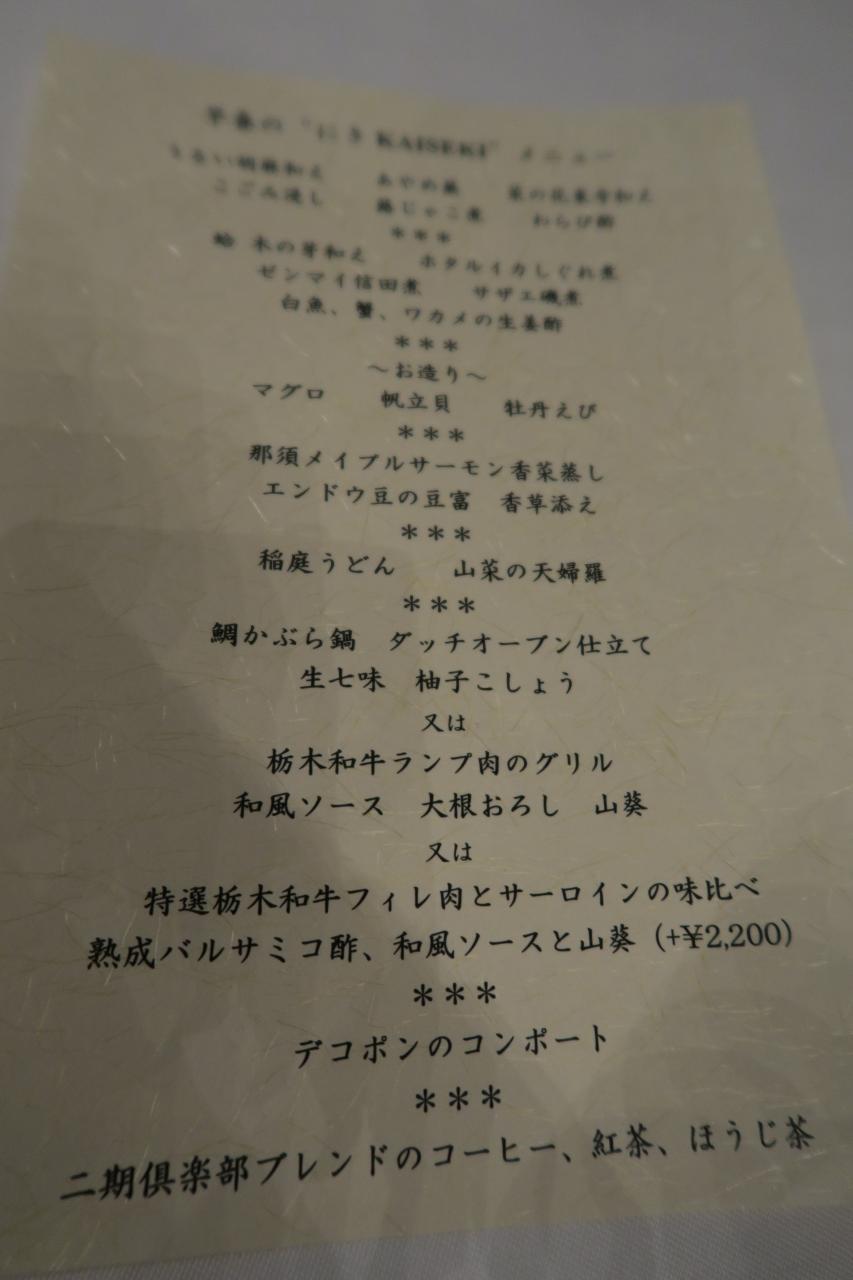 早春の“にき KAISEKI”メニュー
うるい胡麻和え　あやめ蕪　菜の花辛子和え
こごみ浸し　蕗じゃこ煮　わらび酢
＊＊＊
蛤 木の芽和え　ホタルイカしぐれ煮
ゼンマイ信田煮　サザエ磯煮
白魚、蟹、ワカメの生姜酢
＊＊＊
～お造り～
マグロ　帆立貝　牡丹えび
＊＊＊
那須メイプルサーモン香菜蒸し
エンドウ豆の豆富　香草添え
＊＊＊
稲庭うどん　山菜の天婦羅
＊＊＊
鯛かぶら鍋　ダッチオーブン仕立て
生七味　柚子こしょう
又は
栃木和牛ランプ肉のグリル
和風ソース　大根おろし　山葵
又は
特選栃木和牛フィレ肉とサーロインの味比べ
熟成バルサミコ酢、和風ソースと山葵（+¥2,200）
＊＊＊
デコポンのコンポート
＊＊＊
二期倶楽部ブレンドのコーヒー、紅茶、ほうじ茶